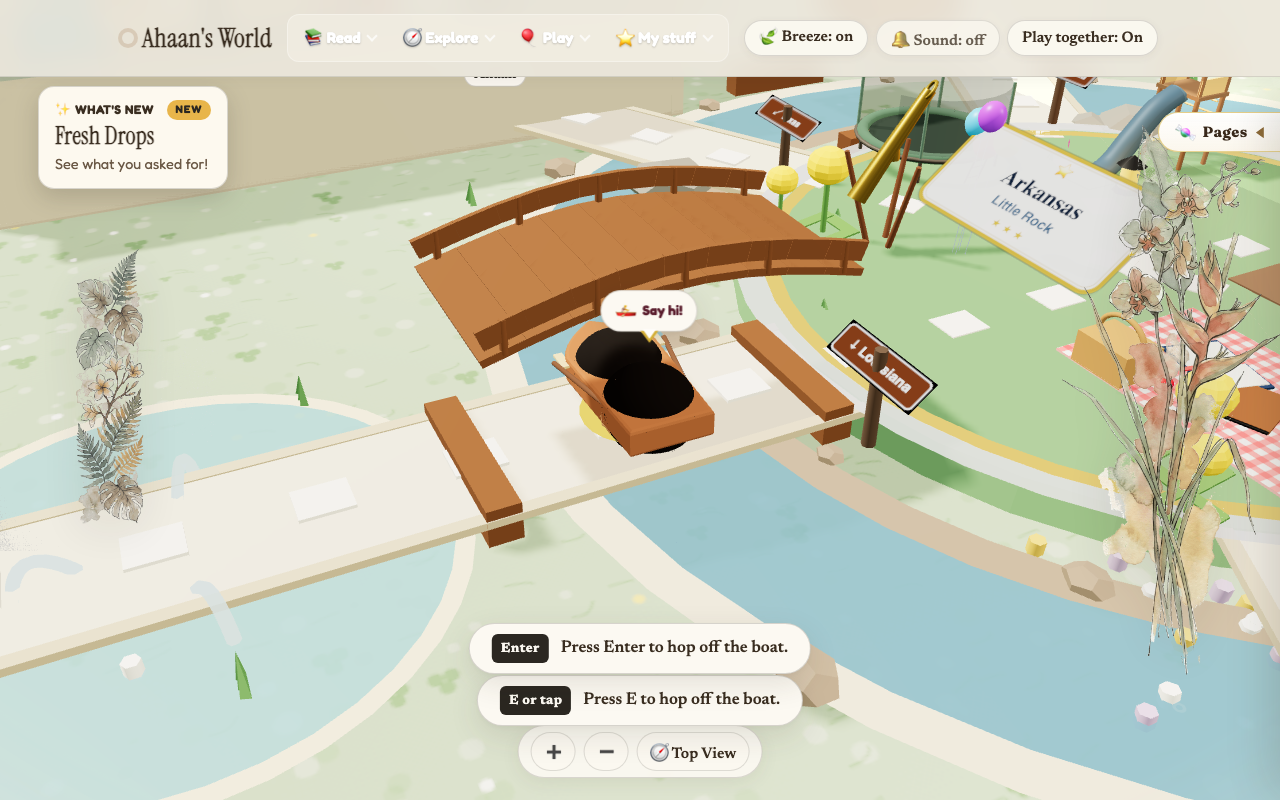 Ahaan's World
Read
Explore
Play
My stuff
Breeze: on
Sound: off
Play together: On
WHAT'S NEW
NEW
Fresh Drops
See what you asked for!
Pages
Arkansas
Little Rock
Say hi!
Enter
Press Enter to hop off the boat.
E or tap
Press E to hop off the boat.
+
−
Top View